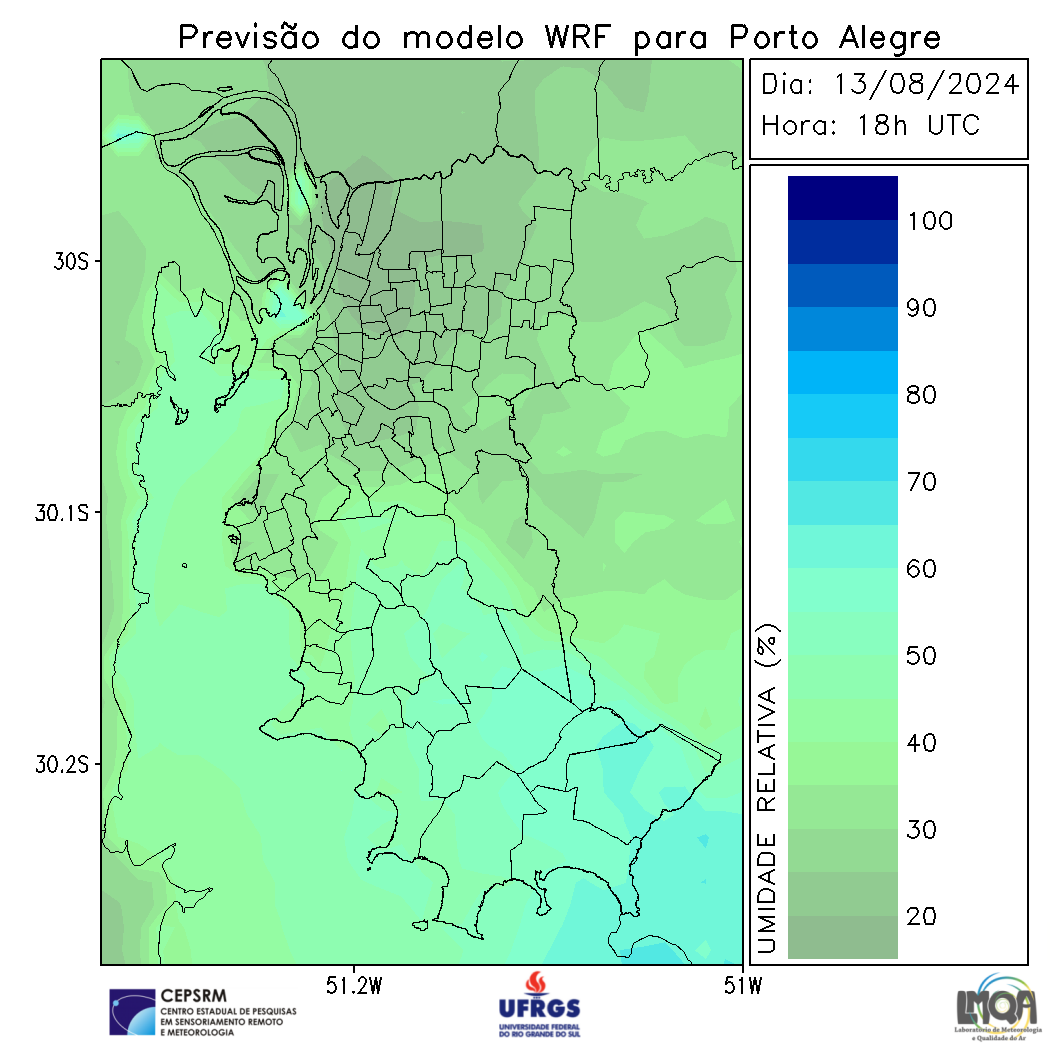 Previsão do modelo WRF para Porto Alegre
Dia: 13/08/2024
Hora: 18h UTC
30S
30.1S
30.2S
51.2W
51W
UMIDADE RELATIVA (%)
100
90
80
70
60
50
40
30
20
CEPSRM
CENTRO ESTADUAL DE PESQUISAS
EM SENSORIAMENTO REMOTO
E METEOROLOGIA
UFRGS
UNIVERSIDADE FEDERAL
DO RIO GRANDE DO SUL
LMQA
Laboratório de Meteorologia
e Qualidade do Ar